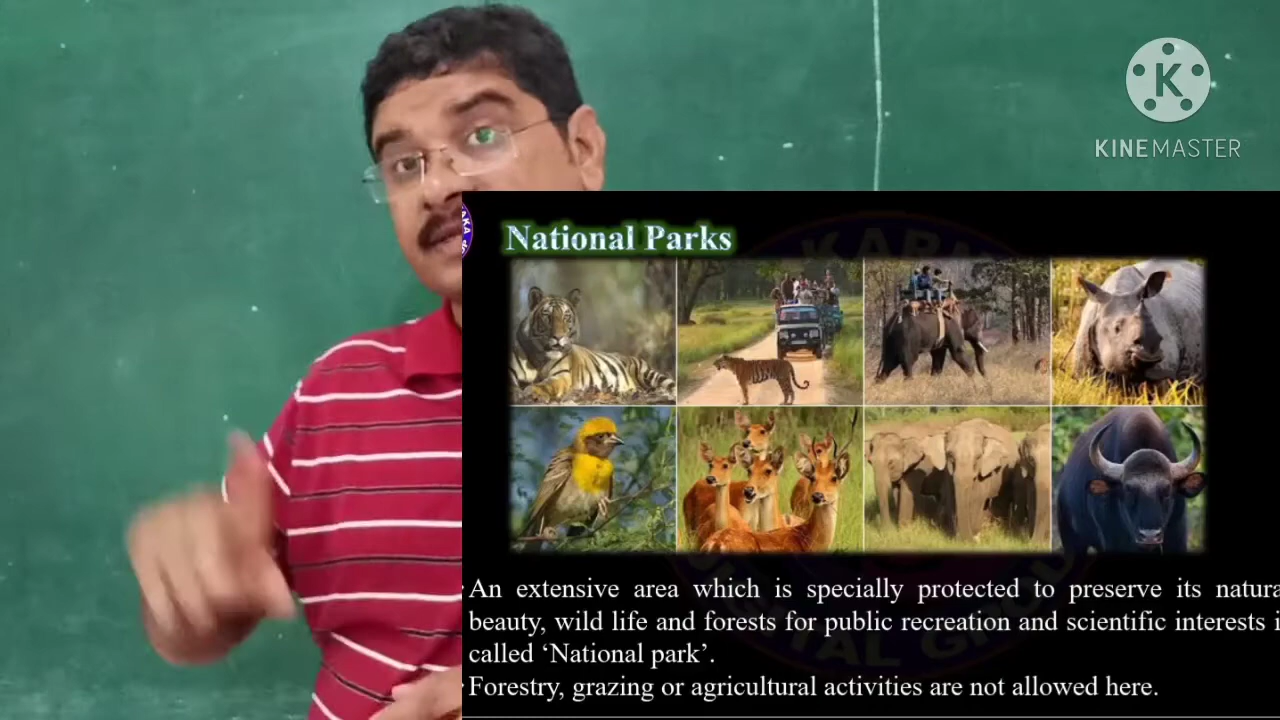 K
KINEMASTER
National Parks
An extensive area which is specially protected to preserve its natura
beauty, wild life and forests for public recreation and scientific interests i
called ‘National park’.
Forestry, grazing or agricultural activities are not allowed here.